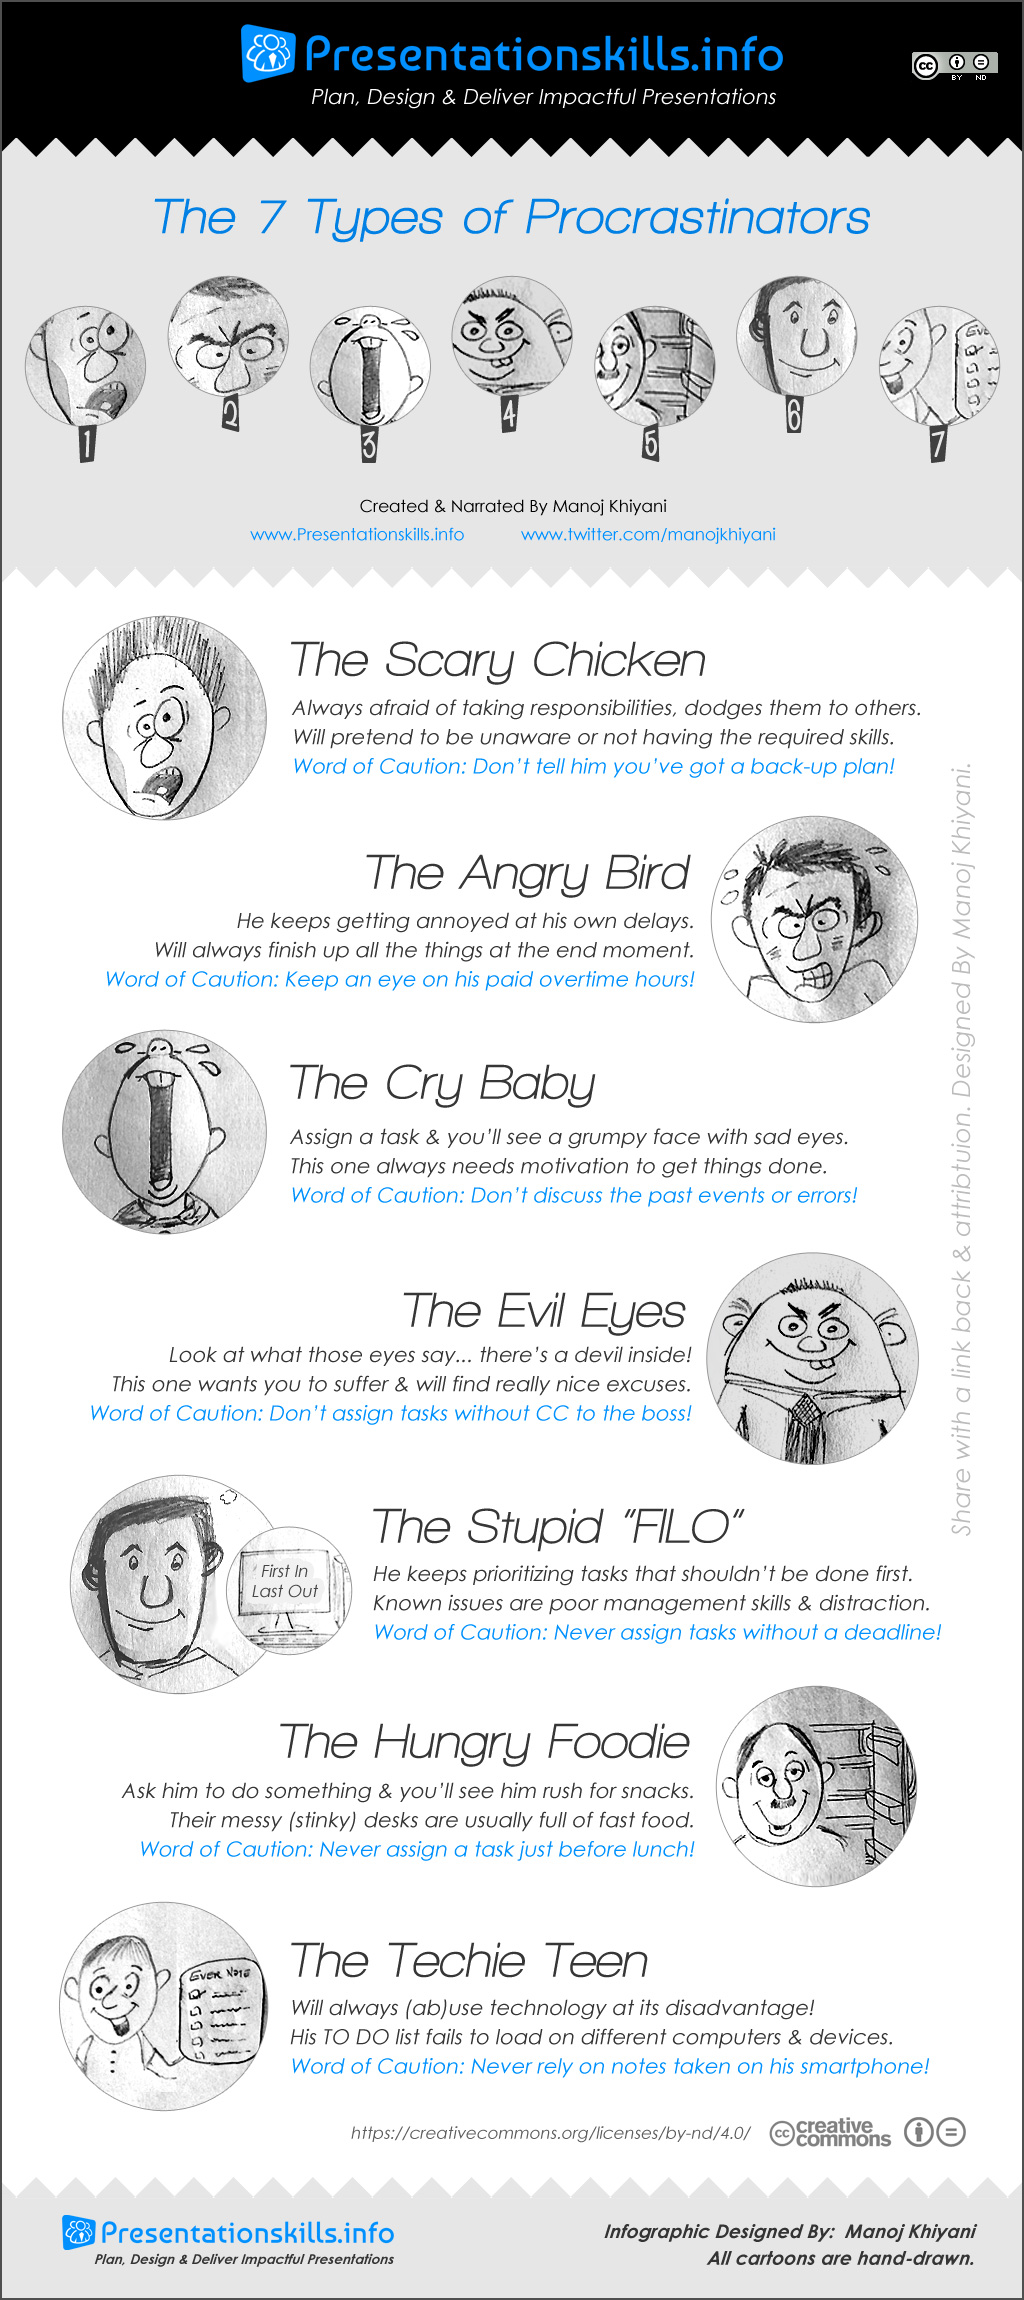 Presentationskills.info
Plan, Design & Deliver Impactful Presentations
cc
BY ND
The 7 Types of Procrastinators
Eve
1
2
3
4
5
6
7
Created & Narrated By Manoj Khiyani
www.Presentationskills.info www.twitter.com/manojkhiyani
The Scary Chicken
Always afraid of taking responsibilities, dodges them to others.
Will pretend to be unaware or not having the required skills.
Word of Caution: Don't tell him you've got a back-up plan!
The Angry Bird
He keeps getting annoyed at his own delays.
Will always finish up all the things at the end moment.
Word of Caution: Keep an eye on his paid overtime hours!
The Cry Baby
Assign a task & you'll see a grumpy face with sad eyes.
This one always needs motivation to get things done.
Word of Caution: Don't discuss the past events or errors!
The Evil Eyes
Look at what those eyes say... there's a devil inside!
This one wants you to suffer & will find really nice excuses.
Word of Caution: Don't assign tasks without CC to the boss!
Share with a link back & attribtuion. Designed By Manoj Khiyani.
The Stupid "FILO"
First In
Last Out
He keeps prioritizing tasks that shouldn't be done first.
Known issues are poor management skills & distraction.
Word of Caution: Never assign tasks without a deadline!
The Hungry Foodie
Ask him to do something & you'll see him rush for snacks.
Their messy (stinky) desks are usually full of fast food.
Word of Caution: Never assign a task just before lunch!
The Techie Teen
EVER NOTE
Will always (ab)use technology at its disadvantage!
His TO DO list fails to load on different computers & devices.
Word of Caution: Never rely on notes taken on his smartphone!
https://creativecommons.org/licenses/by-nd/4.0/
cc creative commons
Presentationskills.info
Plan, Design & Deliver Impactful Presentations
Infographic Designed By: Manoj Khiyani
All cartoons are hand-drawn.